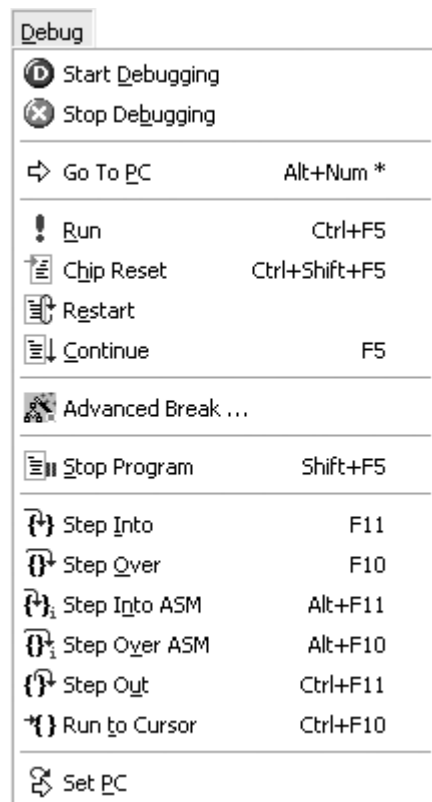 Debug
Start Debugging
Stop Debugging
Go To PC Alt+Num *
Run Ctrl+F5
Chip Reset Ctrl+Shift+F5
Restart
Continue F5
Advanced Break ...
Stop Program Shift+F5
Step Into F11
Step Over F10
Step Into ASM Alt+F11
Step Over ASM Alt+F10
Step Out Ctrl+F11
Run to Cursor Ctrl+F10
Set PC